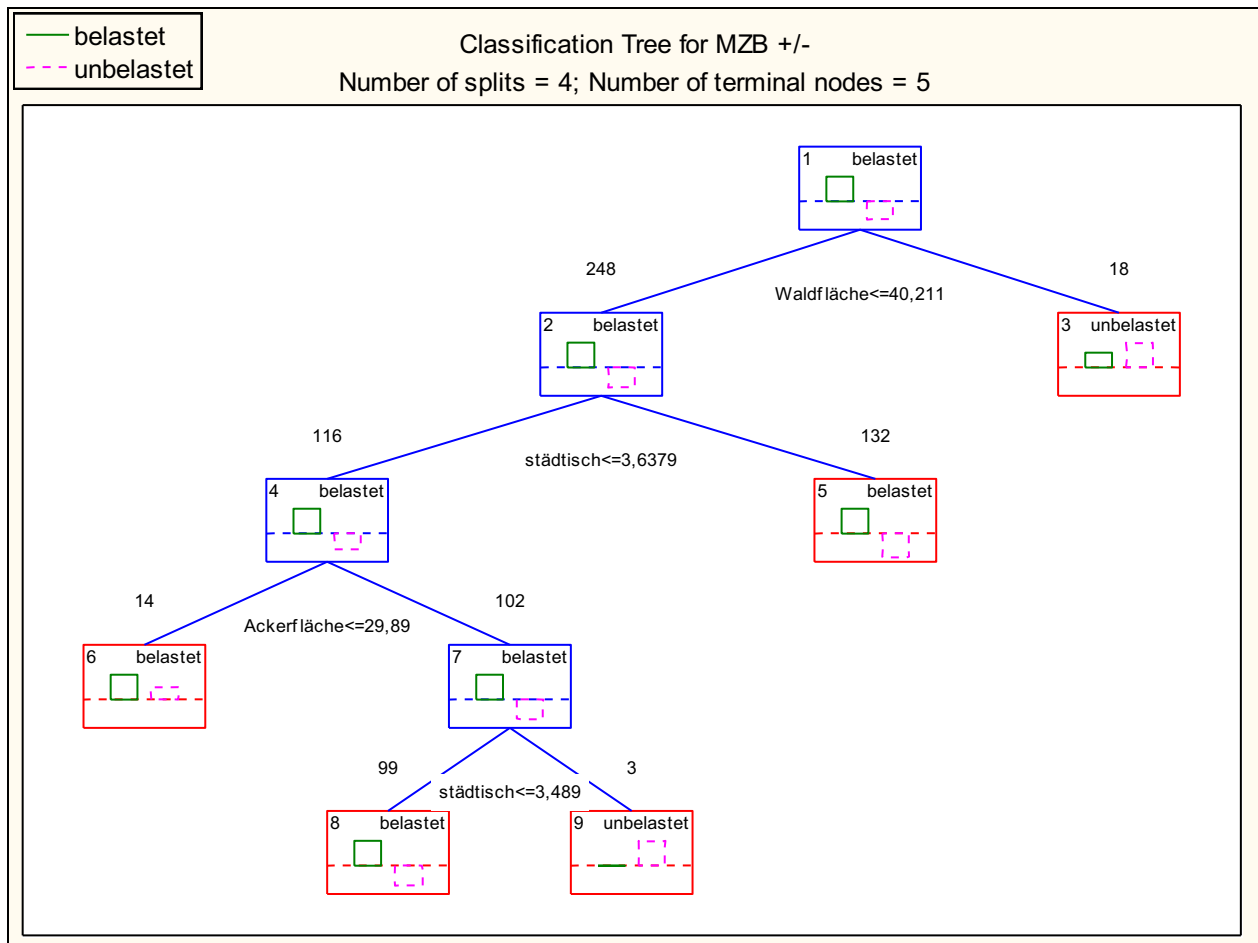 belastet
unbelastet
Classification Tree for MZB +/-
Number of splits = 4; Number of terminal nodes = 5
1 belastet
248
18
Waldfläche<=40,211
2 belastet
3 unbelastet
116
132
städtisch<=3,6379
4 belastet
5 belastet
14
102
Ackerfläche<=29,89
6 belastet
7 belastet
99
3
städtisch<=3,489
8 belastet
9 unbelastet